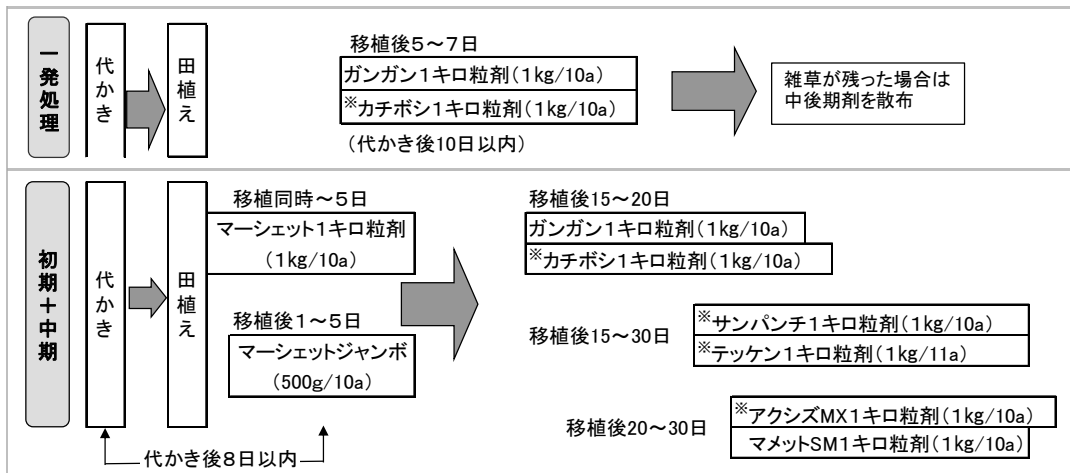 一発処理
代かき
田植え
移植後5～7日
ガンガン1キロ粒剤(1kg/10a)
※カチボシ1キロ粒剤(1kg/10a)
(代かき後10日以内)
雑草が残った場合は
中後期剤を散布
初期＋中期
代かき
田植え
移植同時～5日
マーシェット1キロ粒剤
(1kg/10a)
移植後1～5日
マーシェットジャンボ
(500g/10a)
代かき後8日以内
移植後15～20日
ガンガン1キロ粒剤(1kg/10a)
※カチボシ1キロ粒剤(1kg/10a)
移植後15～30日
※サンパンチ1キロ粒剤(1kg/10a)
※テッケン1キロ粒剤(1kg/11a)
移植後20～30日
※アクシズMX1キロ粒剤(1kg/10a)
マメットSM1キロ粒剤(1kg/10a)